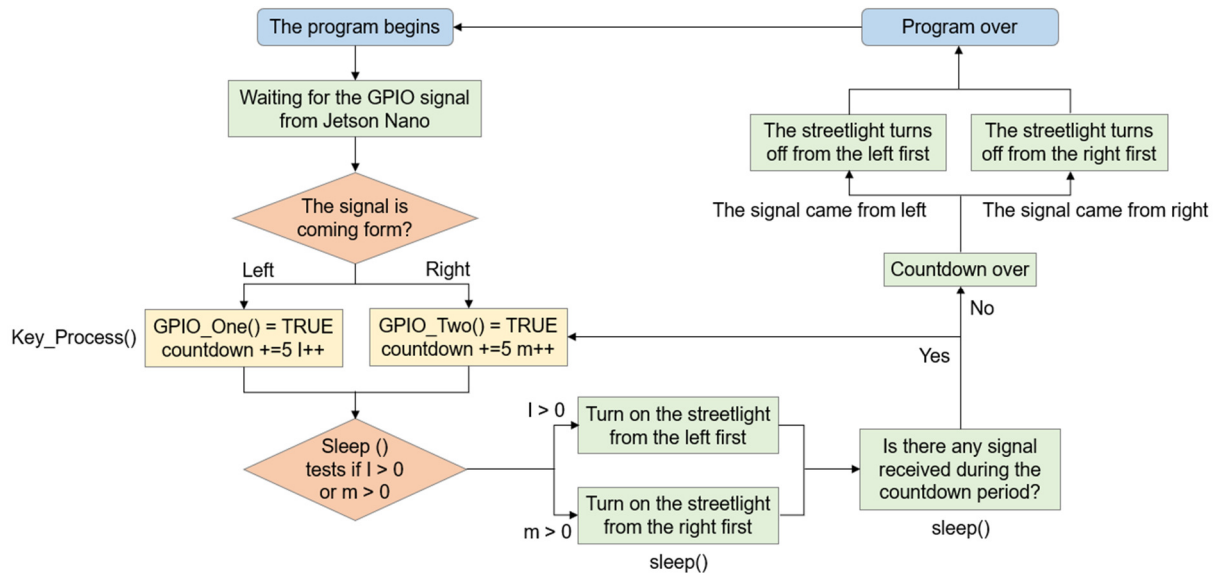 The program begins
Program over
Waiting for the GPIO signal
from Jetson Nano
The streetlight turns
off from the left first
The streetlight turns
off from the right first
The signal is
coming form?
The signal came from left
The signal came from right
Left
Right
Countdown over
No
Key_Process()
GPIO_One() = TRUE
countdown +=5 l++
GPIO_Two() = TRUE
countdown +=5 m++
Yes
l > 0
Turn on the streetlight
from the left first
Sleep ()
tests if l > 0
or m > 0
Is there any signal
received during the
countdown period?
m > 0
Turn on the streetlight
from the right first
sleep()
sleep()